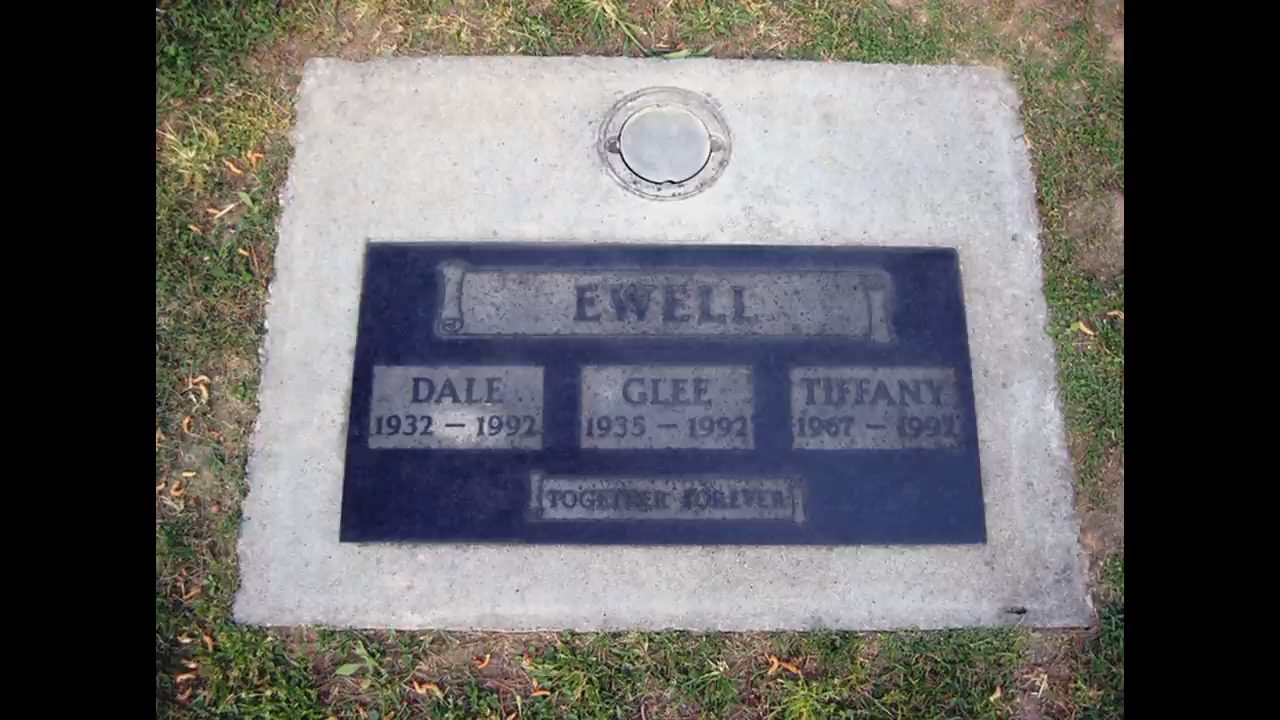 EWELL
DALE GLEE TIFFANY
1932 – 1992 1935 – 1992 1967 – 1992
TOGETHER FOREVER